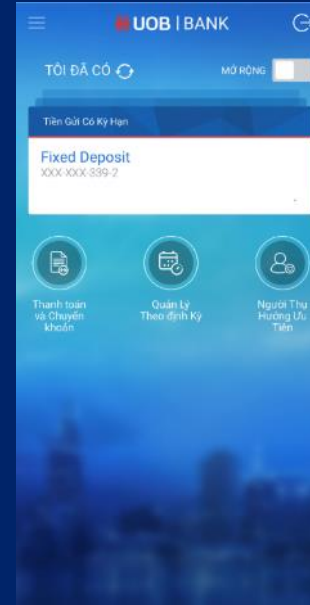 UOB | BANK
TÔI ĐÃ CÓ
MỞ RỘNG
Tiền Gửi Có Kỳ Hạn
Fixed Deposit
XXX-XXX-339-2
Thanh toán
và Chuyển
khoản
Quản Lý
Theo định Kỳ
Người Thụ
Hưởng Ưu
Tiên